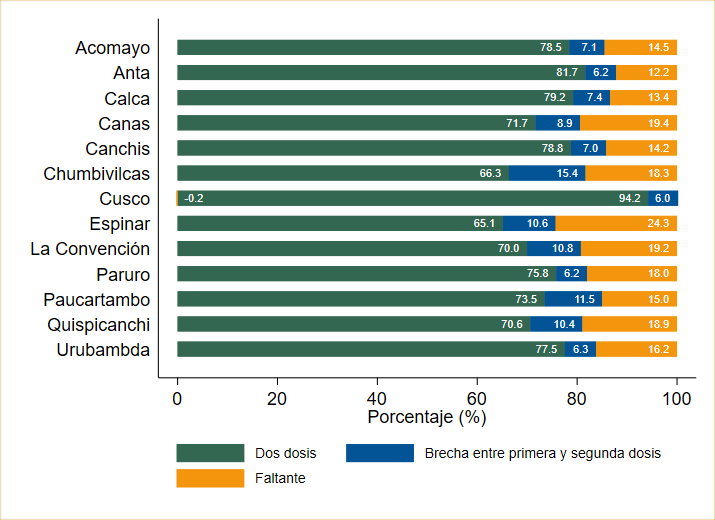 Acomayo 78.5 7.1 14.5
Anta 81.7 6.2 12.2
Calca 79.2 7.4 13.4
Canas 71.7 8.9 19.4
Canchis 78.8 7.0 14.2
Chumbivilcas 66.3 15.4 18.3
Cusco -0.2 94.2 6.0
Espinar 65.1 10.6 24.3
La Convención 70.0 10.8 19.2
Paruro 75.8 6.2 18.0
Paucartambo 73.5 11.5 15.0
Quispicanchi 70.6 10.4 18.9
Urubambda 77.5 6.3 16.2
0 20 40 60 80 100
Porcentaje (%)
Dos dosis Brecha entre primera y segunda dosis
Faltante